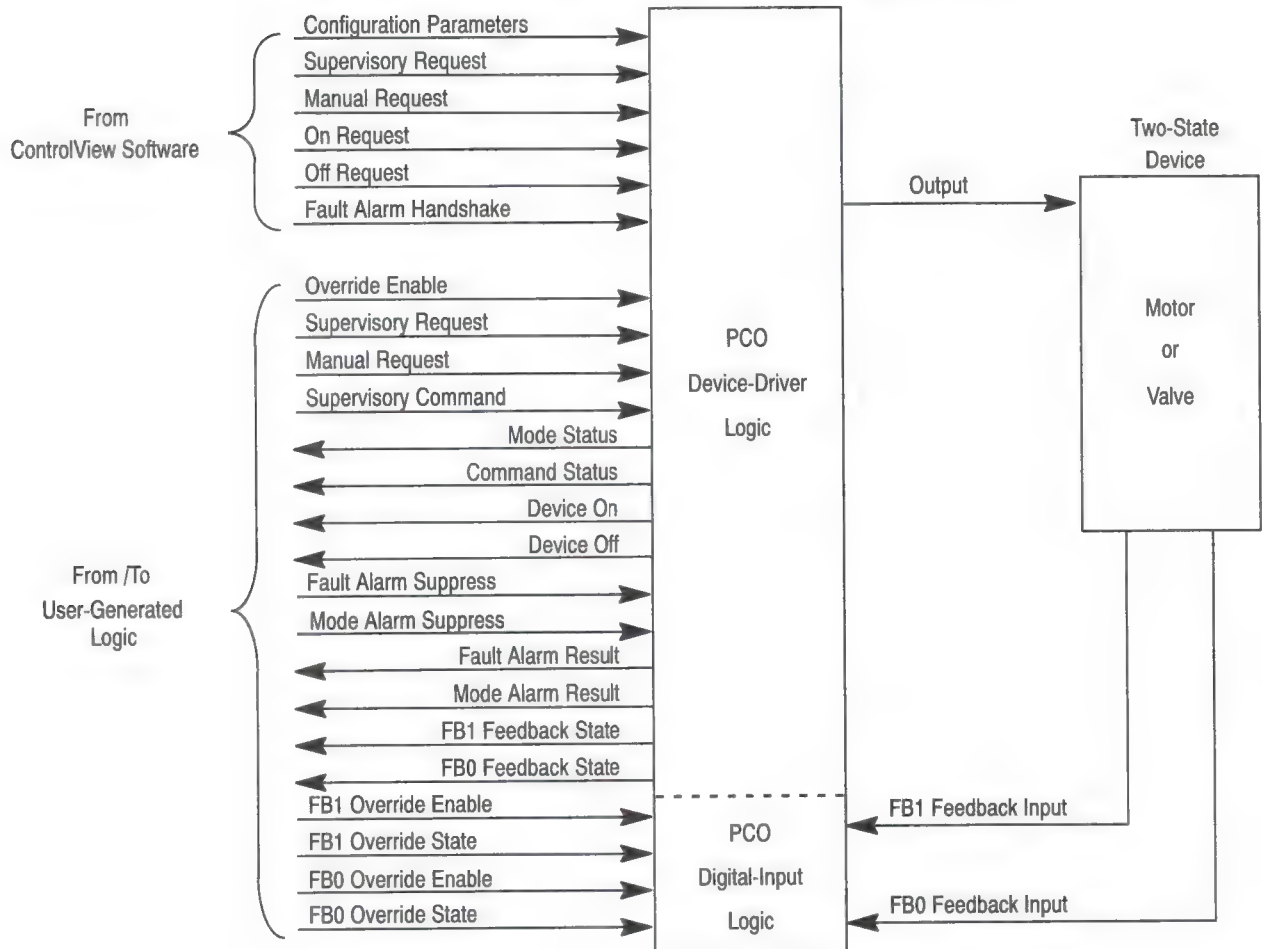 From
ControlView Software
Configuration Parameters
Supervisory Request
Manual Request
On Request
Off Request
Fault Alarm Handshake
From /To
User-Generated
Logic
Override Enable
Supervisory Request
Manual Request
Supervisory Command
Mode Status
Command Status
Device On
Device Off
Fault Alarm Suppress
Mode Alarm Suppress
Fault Alarm Result
Mode Alarm Result
FB1 Feedback State
FB0 Feedback State
FB1 Override Enable
FB1 Override State
FB0 Override Enable
FB0 Override State
PCO
Device-Driver
Logic
PCO
Digital-Input
Logic
Output
Two-State
Device
Motor
or
Valve
FB1 Feedback Input
FB0 Feedback Input